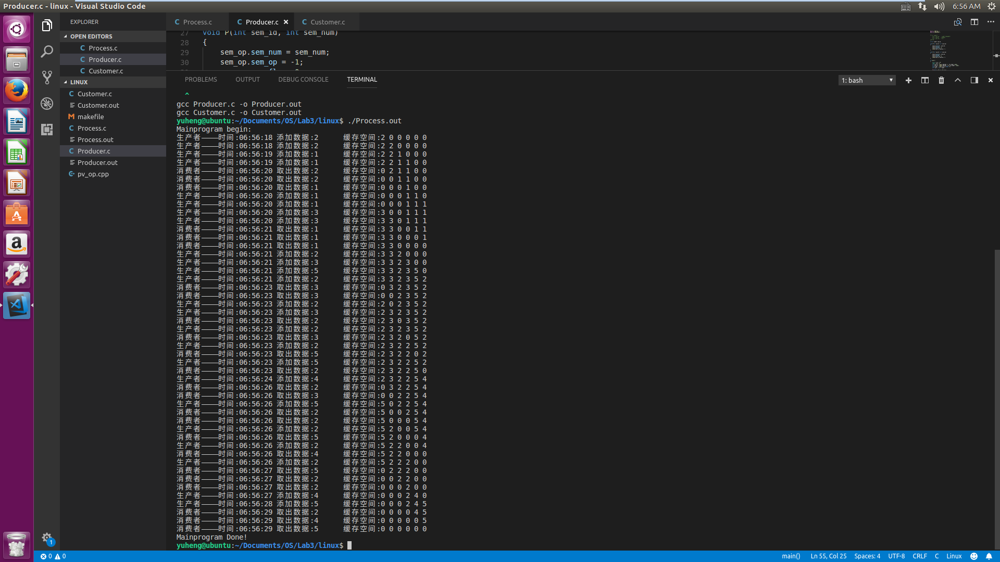 Producer.c - linux - Visual Studio Code
6:56 AM
EXPLORER
OPEN EDITORS
Process.c
Producer.c
Customer.c
LINUX
Customer.c
Customer.out
makefile
Process.c
Process.out
Producer.c
Producer.out
pv_op.cpp
1
Process.c
Producer.c
Customer.c
27 void P(int sem_id, int sem_num)
28 {
29 sem_op.sem_num = sem_num;
30 sem_op.sem_op = -1;
PROBLEMS OUTPUT DEBUG CONSOLE TERMINAL
1: bash
^
gcc Producer.c -o Producer.out
gcc Customer.c -o Customer.out
yuheng@ubuntu:~/Documents/OS/Lab3/linux$ ./Process.out
Mainprogram begin:
生产者————时间:06:56:18 添加数据:2 缓存空间:2 0 0 0 0 0
生产者————时间:06:56:18 添加数据:2 缓存空间:2 2 0 0 0 0
生产者————时间:06:56:19 添加数据:1 缓存空间:2 2 1 0 0 0
生产者————时间:06:56:19 添加数据:1 缓存空间:2 2 1 1 0 0
消费者————时间:06:56:20 取出数据:2 缓存空间:0 2 1 1 0 0
消费者————时间:06:56:20 取出数据:2 缓存空间:0 0 1 1 0 0
消费者————时间:06:56:20 取出数据:1 缓存空间:0 0 0 1 0 0
生产者————时间:06:56:20 添加数据:1 缓存空间:0 0 0 1 1 0
生产者————时间:06:56:20 添加数据:1 缓存空间:0 0 0 1 1 1
生产者————时间:06:56:20 添加数据:3 缓存空间:3 0 0 1 1 1
生产者————时间:06:56:20 添加数据:3 缓存空间:3 3 0 1 1 1
消费者————时间:06:56:21 取出数据:1 缓存空间:3 3 0 0 1 1
消费者————时间:06:56:21 取出数据:1 缓存空间:3 3 0 0 0 1
消费者————时间:06:56:21 取出数据:1 缓存空间:3 3 0 0 0 0
生产者————时间:06:56:21 添加数据:2 缓存空间:3 3 2 0 0 0
生产者————时间:06:56:21 添加数据:3 缓存空间:3 3 2 3 0 0
生产者————时间:06:56:21 添加数据:5 缓存空间:3 3 2 3 5 0
生产者————时间:06:56:21 添加数据:2 缓存空间:3 3 2 3 5 2
消费者————时间:06:56:23 取出数据:3 缓存空间:0 3 2 3 5 2
消费者————时间:06:56:23 取出数据:3 缓存空间:0 0 2 3 5 2
生产者————时间:06:56:23 添加数据:2 缓存空间:2 0 2 3 5 2
生产者————时间:06:56:23 添加数据:3 缓存空间:2 3 2 3 5 2
消费者————时间:06:56:23 取出数据:2 缓存空间:2 3 0 3 5 2
生产者————时间:06:56:23 添加数据:2 缓存空间:2 3 2 3 5 2
消费者————时间:06:56:23 取出数据:3 缓存空间:2 3 2 0 5 2
生产者————时间:06:56:23 添加数据:2 缓存空间:2 3 2 2 5 2
消费者————时间:06:56:23 取出数据:5 缓存空间:2 3 2 2 0 2
生产者————时间:06:56:23 添加数据:5 缓存空间:2 3 2 2 5 2
消费者————时间:06:56:23 取出数据:2 缓存空间:2 3 2 2 5 0
生产者————时间:06:56:24 添加数据:4 缓存空间:2 3 2 2 5 4
消费者————时间:06:56:26 取出数据:2 缓存空间:0 3 2 2 5 4
消费者————时间:06:56:26 取出数据:3 缓存空间:0 0 2 2 5 4
生产者————时间:06:56:26 添加数据:5 缓存空间:5 0 2 2 5 4
消费者————时间:06:56:26 取出数据:2 缓存空间:5 0 0 2 5 4
消费者————时间:06:56:26 取出数据:2 缓存空间:5 0 0 0 5 4
生产者————时间:06:56:26 添加数据:2 缓存空间:5 2 0 0 5 4
消费者————时间:06:56:26 取出数据:5 缓存空间:5 2 0 0 0 4
生产者————时间:06:56:26 添加数据:2 缓存空间:5 2 2 0 0 4
消费者————时间:06:56:26 取出数据:4 缓存空间:5 2 2 0 0 0
生产者————时间:06:56:26 添加数据:2 缓存空间:5 2 2 2 0 0
消费者————时间:06:56:27 取出数据:5 缓存空间:0 2 2 2 0 0
消费者————时间:06:56:27 取出数据:2 缓存空间:0 0 2 2 0 0
消费者————时间:06:56:27 取出数据:2 缓存空间:0 0 0 2 0 0
生产者————时间:06:56:27 添加数据:4 缓存空间:0 0 0 2 4 0
生产者————时间:06:56:28 添加数据:5 缓存空间:0 0 0 2 4 5
消费者————时间:06:56:29 取出数据:2 缓存空间:0 0 0 0 4 5
消费者————时间:06:56:29 取出数据:4 缓存空间:0 0 0 0 0 5
消费者————时间:06:56:29 取出数据:5 缓存空间:0 0 0 0 0 0
Mainprogram Done!
yuheng@ubuntu:~/Documents/OS/Lab3/linux$
0 0 main() Ln 55, Col 25 Spaces: 4 UTF-8 CRLF C Linux